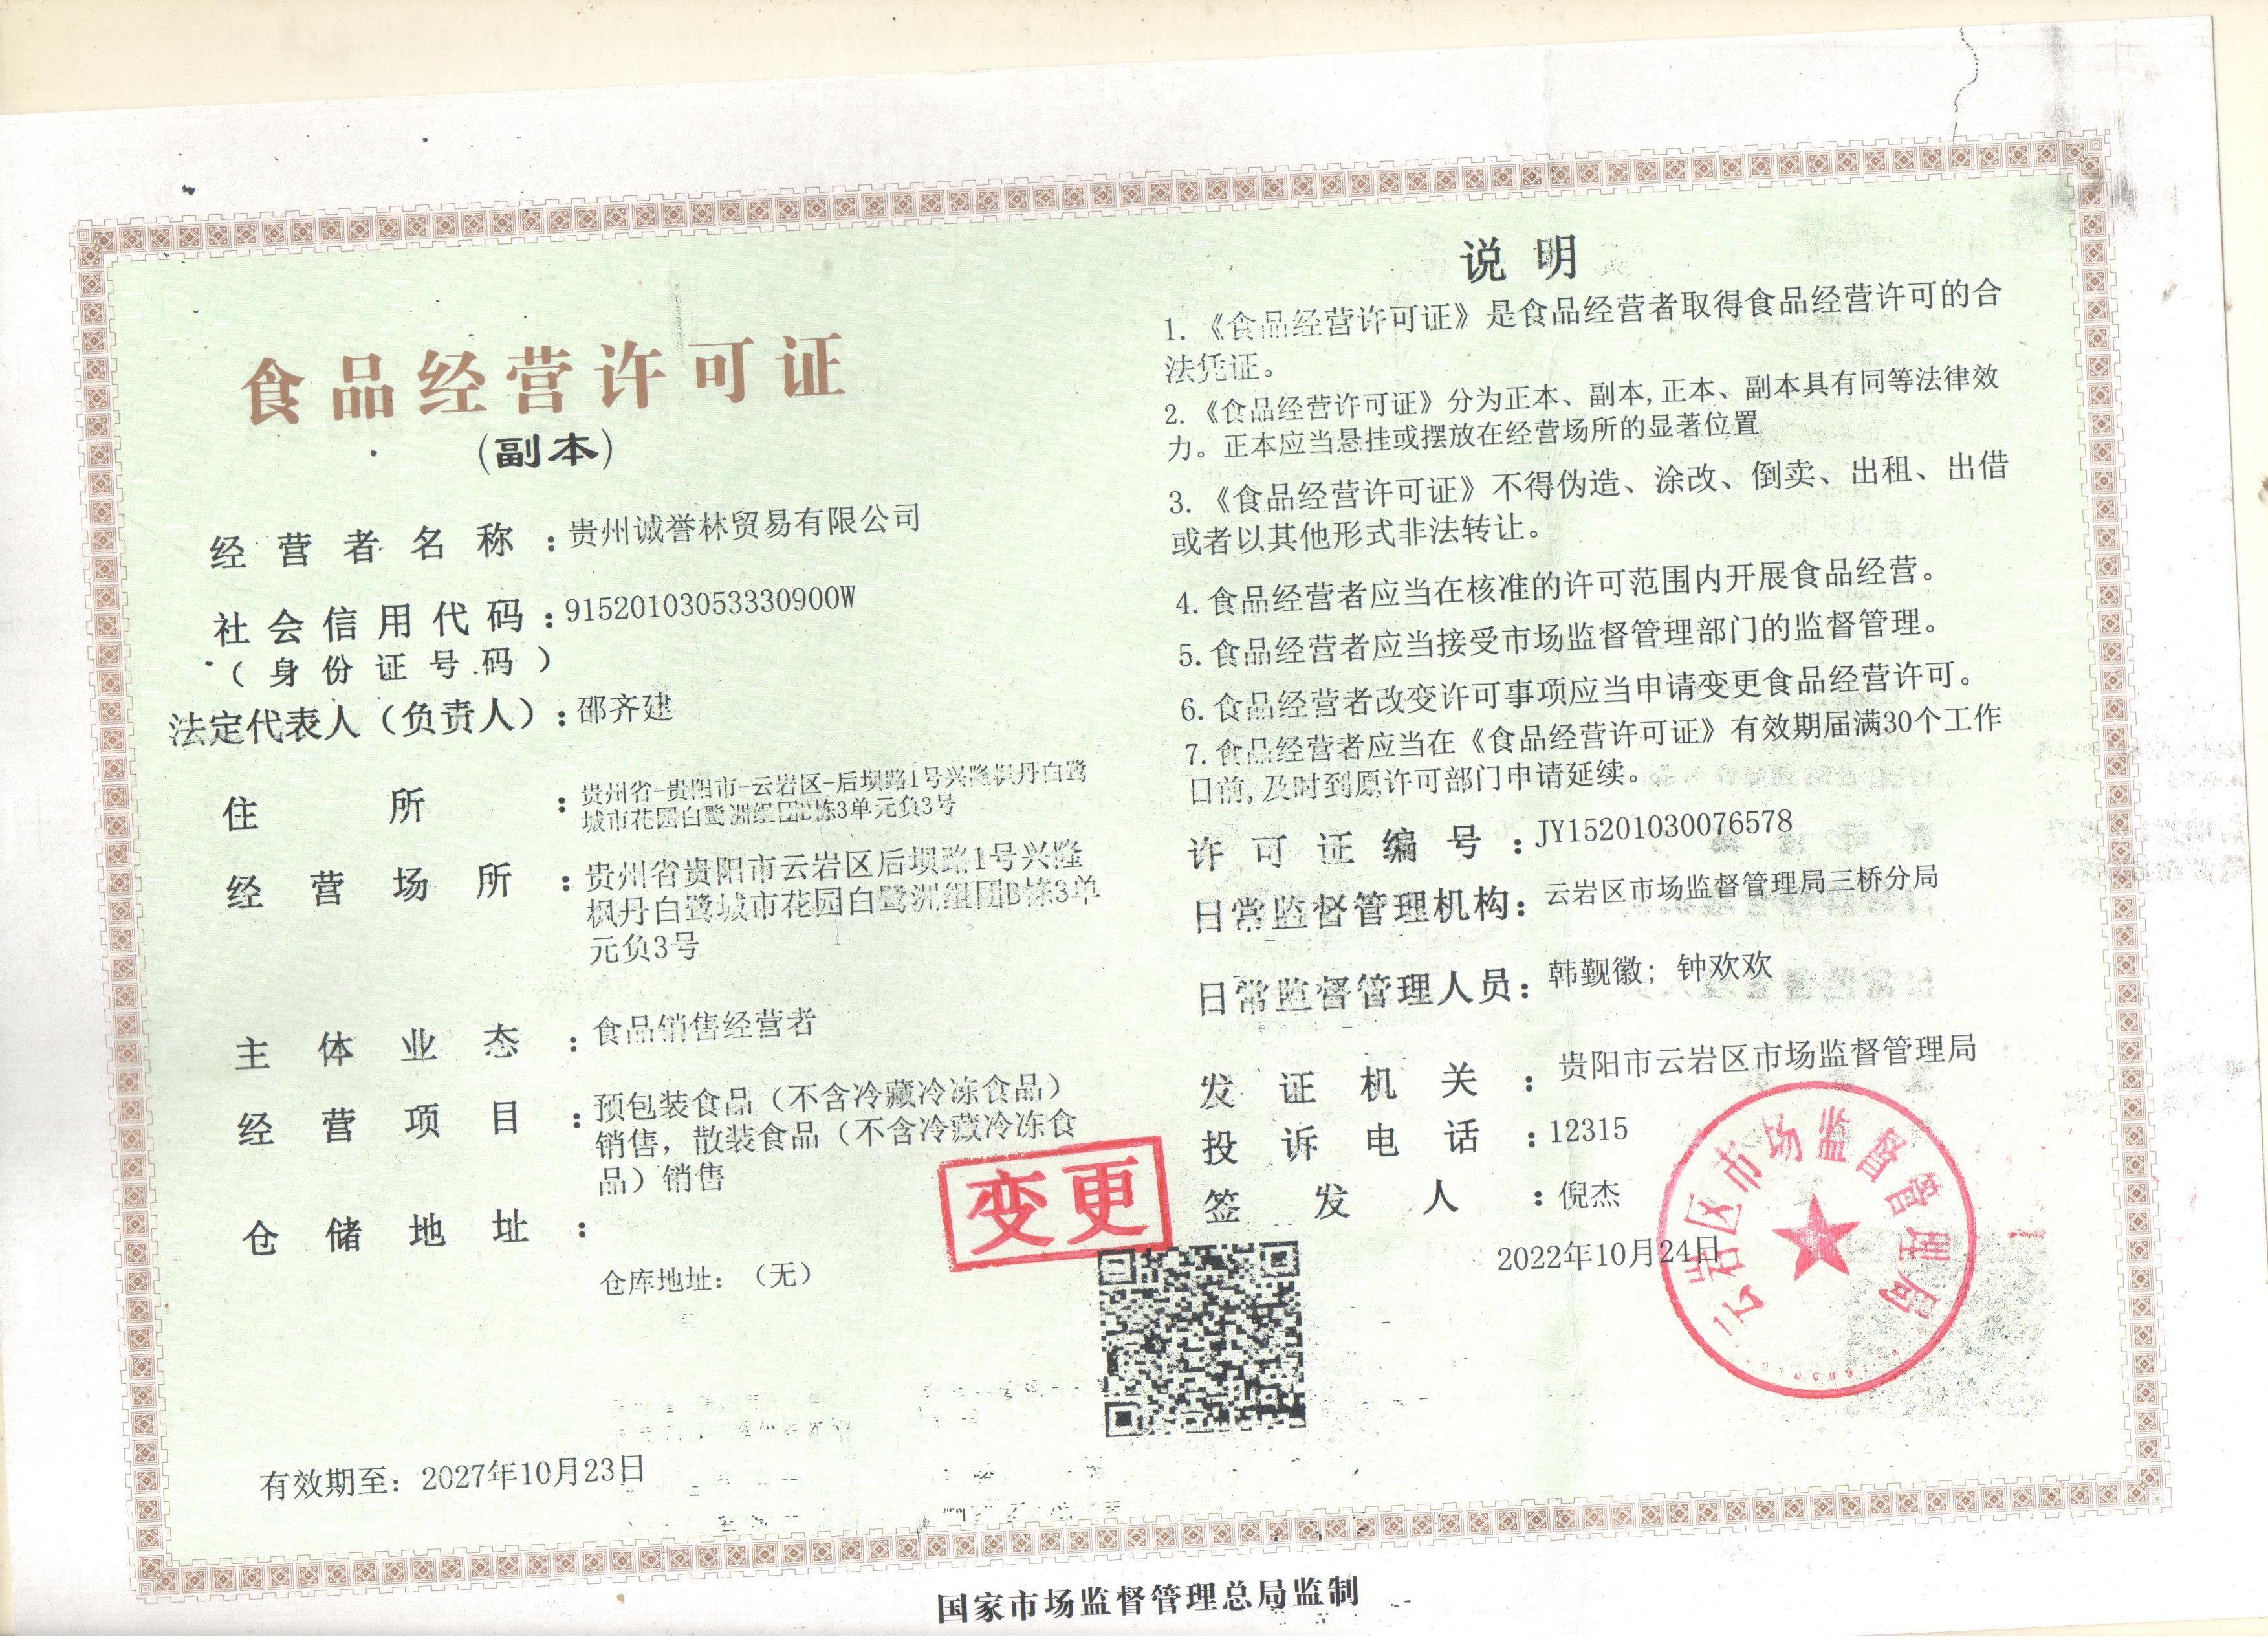 食品经营许可证
(副本)
经营者名称：贵州诚誉林贸易有限公司
社会信用代码：91520103053330900W
（身份证号码）
法定代表人（负责人）：邵齐建
住所：贵州省-贵阳市-云岩区-后坝路1号兴隆枫丹白鹭
城市花园白鹭洲组团B栋3单元负3号
经营场所：贵州省贵阳市云岩区后坝路1号兴隆
枫丹白鹭城市花园白鹭洲组团B栋3单
元负3号
主体业态：食品销售经营者
经营项目：预包装食品（不含冷藏冷冻食品）
销售，散装食品（不含冷藏冷冻食
品）销售
仓储地址：
仓库地址：（无）
变更
有效期至：2027年10月23日
说明
1.《食品经营许可证》是食品经营者取得食品经营许可的合
法凭证。
2.《食品经营许可证》分为正本、副本,正本、副本具有同等法律效
力。正本应当悬挂或摆放在经营场所的显著位置
3.《食品经营许可证》不得伪造、涂改、倒卖、出租、出借
或者以其他形式非法转让。
4.食品经营者应当在核准的许可范围内开展食品经营。
5.食品经营者应当接受市场监督管理部门的监督管理。
6.食品经营者改变许可事项应当申请变更食品经营许可。
7.食品经营者应当在《食品经营许可证》有效期届满30个工作
日前,及时到原许可部门申请延续。
许可证编号：JY15201030076578
日常监督管理机构：云岩区市场监督管理局三桥分局
日常监督管理人员：韩觐徽；钟欢欢
发证机关：贵阳市云岩区市场监督管理局
投诉电话：12315
签发人：倪杰
2022年10月24日
云岩区市场监督管理局
国家市场监督管理总局监制